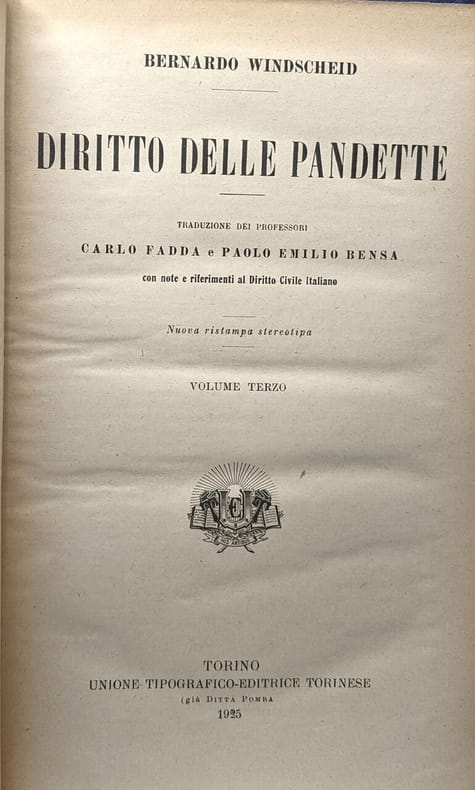 BERNARDO WINDSCHEID
DIRITTO DELLE PANDETTE
TRADUZIONE DEI PROFESSORI
CARLO FADDA e PAOLO EMILIO BENSA
con note e riferimenti al Diritto Civile Italiano
Nuova ristampa stereotipa
VOLUME TERZO
TORINO
UNIONE TIPOGRAFICO-EDITRICE TORINESE
(già DITTA POMBA
1925